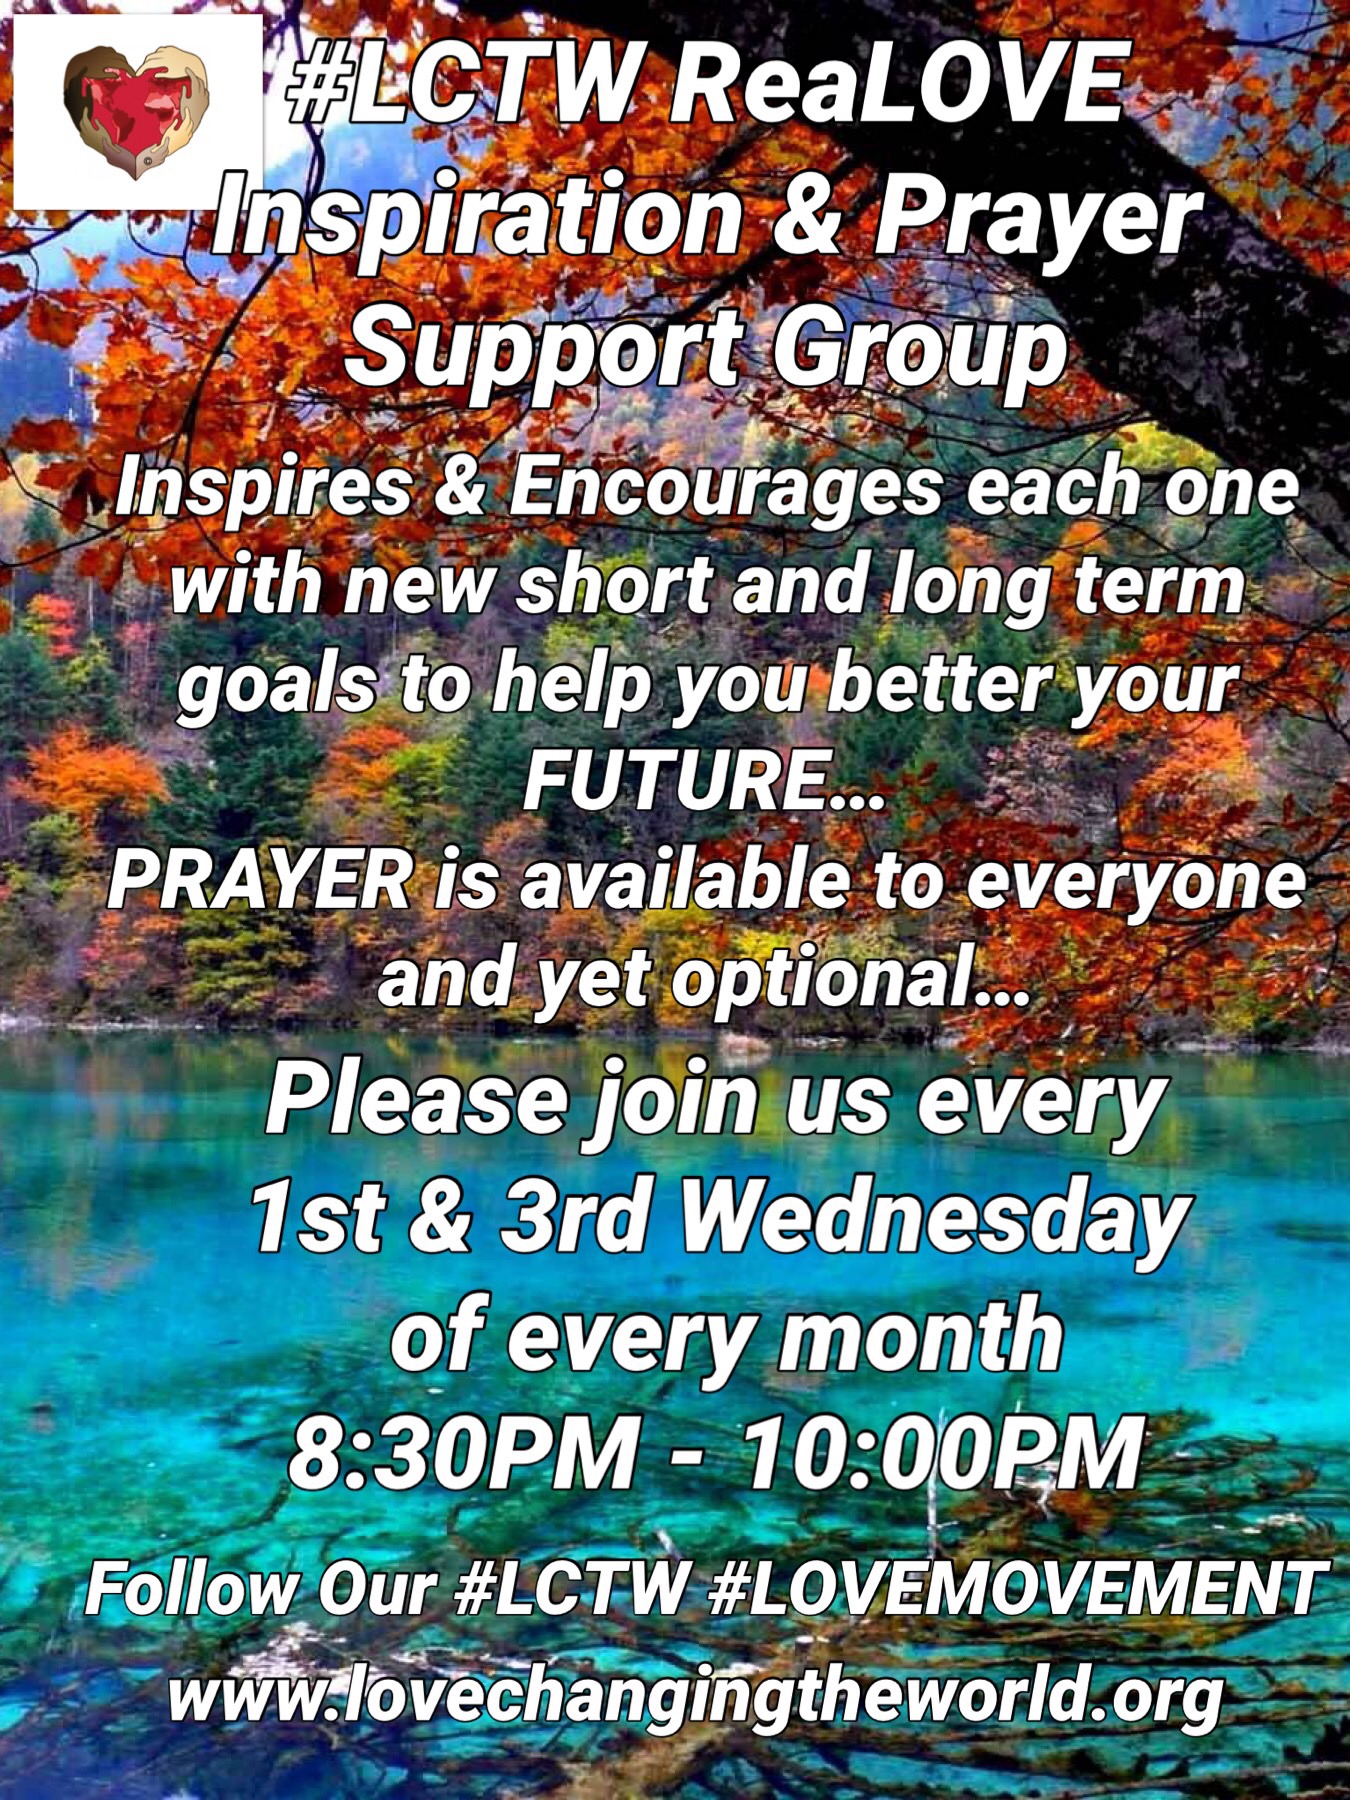 #LCTW ReaLOVE
Inspiration & Prayer
Support Group
Inspires & Encourages each one
with new short and long term
goals to help you better your
FUTURE...
PRAYER is available to everyone
and yet optional...
Please join us every
1st & 3rd Wednesday
of every month
8:30PM - 10:00PM
Follow Our #LCTW #LOVEMOVEMENT
www.lovechangingtheworld.org